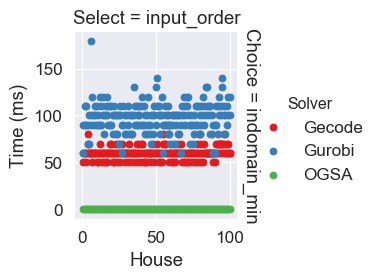 Select = input_order
Time (ms)
150
100
50
0
0
50
100
House
Choice = indomain_min
Solver
Gecode
Gurobi
OGSA